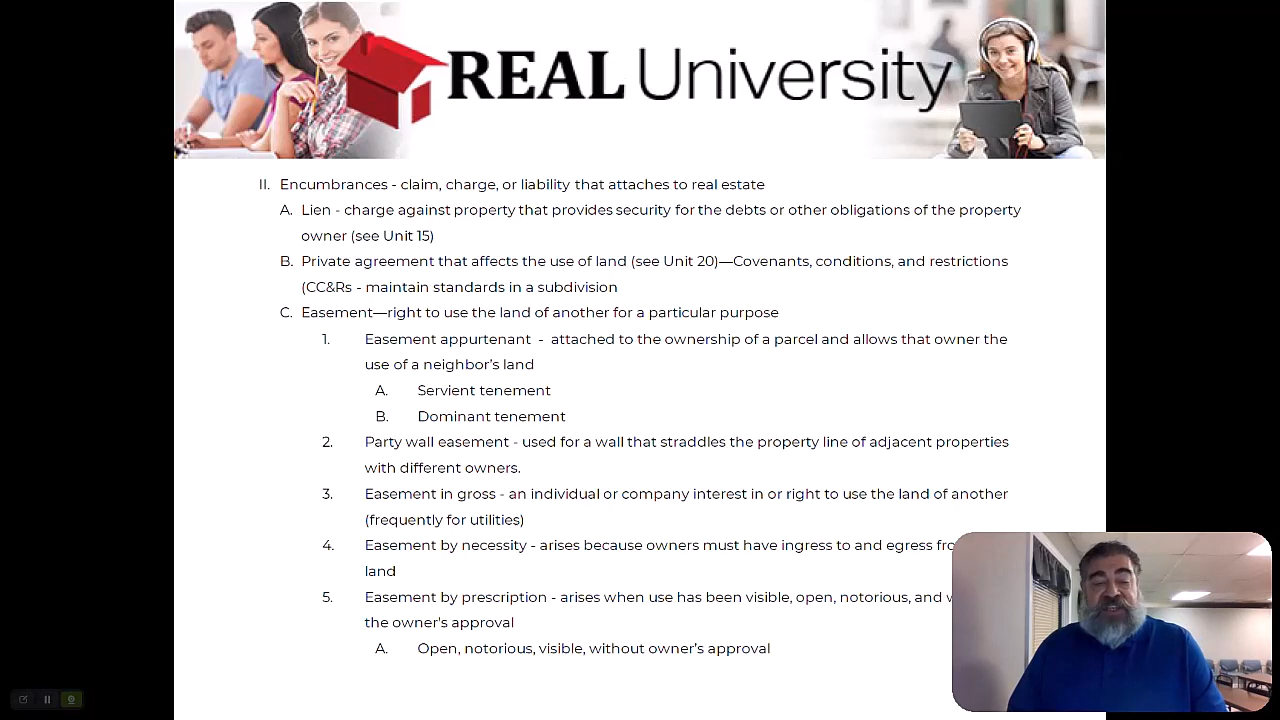 REAL University
II. Encumbrances - claim, charge, or liability that attaches to real estate
A. Lien - charge against property that provides security for the debts or other obligations of the property
owner (see Unit 15)
B. Private agreement that affects the use of land (see Unit 20)—Covenants, conditions, and restrictions
(CC&Rs - maintain standards in a subdivision
C. Easement—right to use the land of another for a particular purpose
1. Easement appurtenant - attached to the ownership of a parcel and allows that owner the
use of a neighbor's land
A. Servient tenement
B. Dominant tenement
2. Party wall easement - used for a wall that straddles the property line of adjacent properties
with different owners.
3. Easement in gross - an individual or company interest in or right to use the land of another
(frequently for utilities)
4. Easement by necessity - arises because owners must have ingress to and egress
land
5. Easement by prescription - arises when use has been visible, open, notorious, and
the owner's approval
A. Open, notorious, visible, without owner's approval